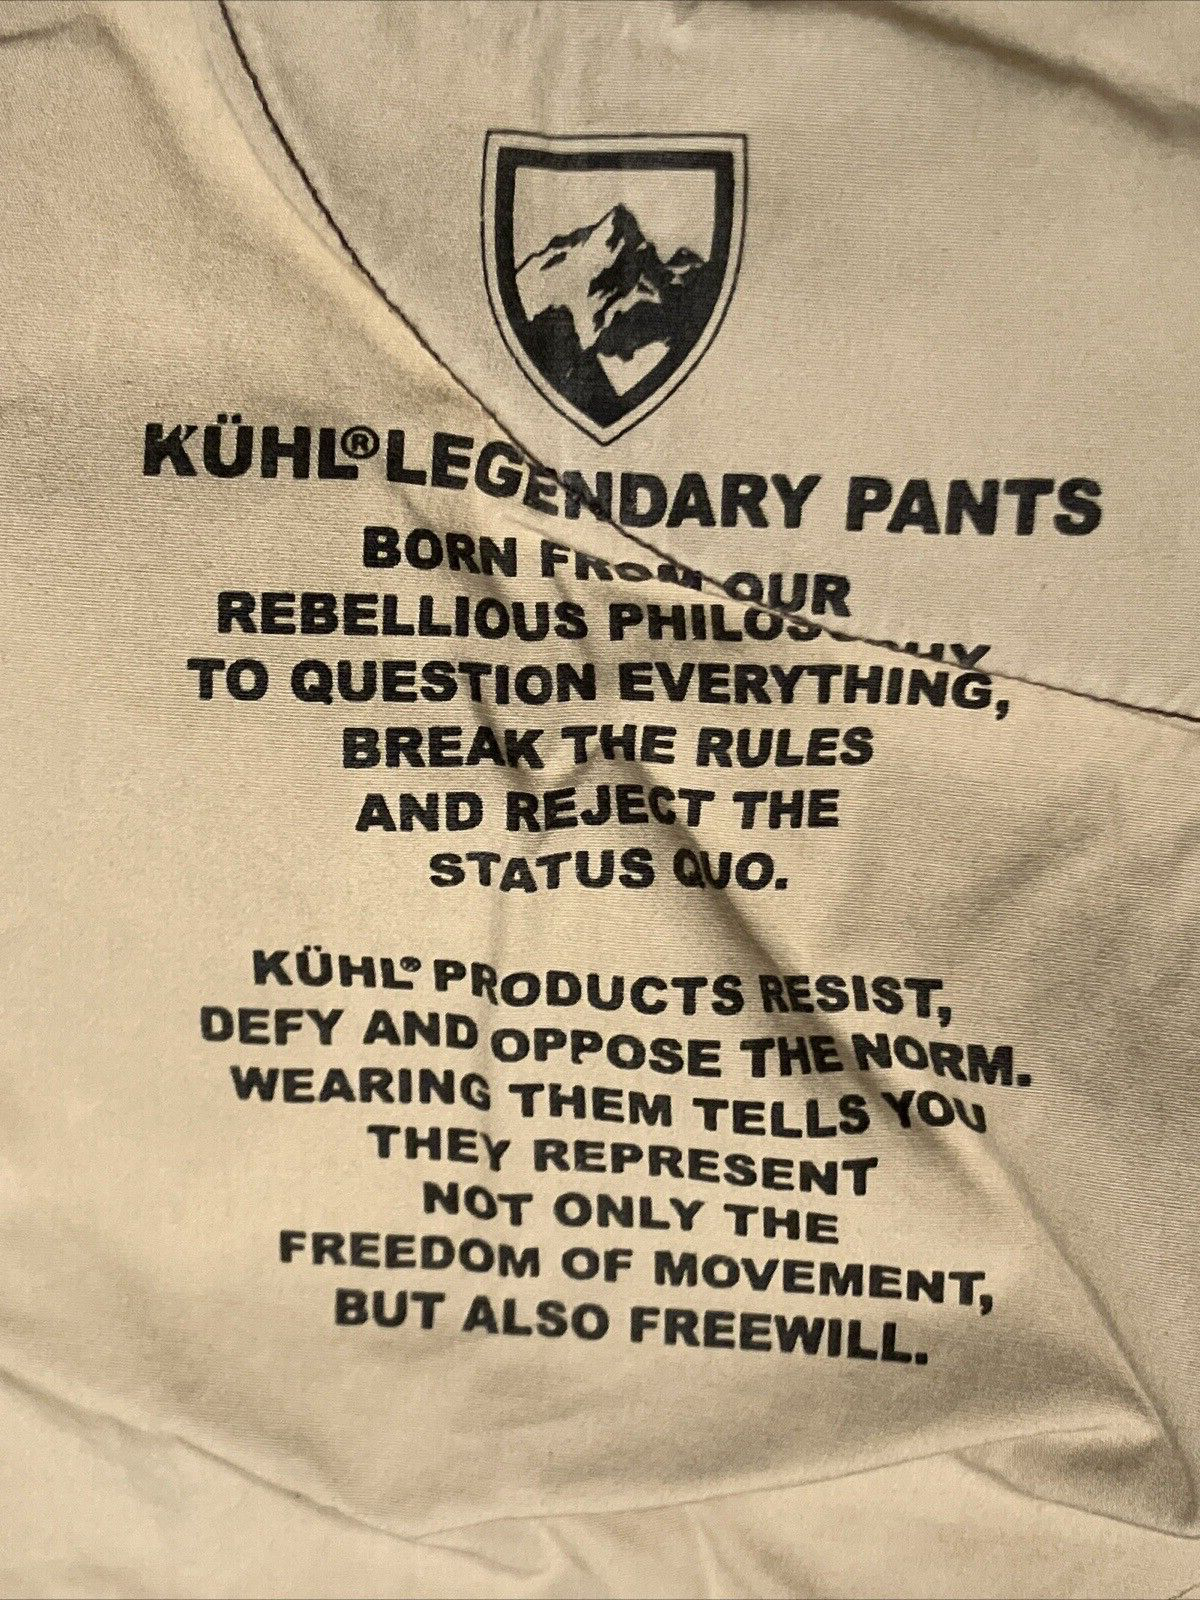 KÜHL® LEGENDARY PANTS
BORN FROM OUR
REBELLIOUS PHILOSOPHY
TO QUESTION EVERYTHING,
BREAK THE RULES
AND REJECT THE
STATUS QUO.
KÜHL® PRODUCTS RESIST,
DEFY AND OPPOSE THE NORM.
WEARING THEM TELLS YOU
THEY REPRESENT
NOT ONLY THE
FREEDOM OF MOVEMENT,
BUT ALSO FREEWILL.